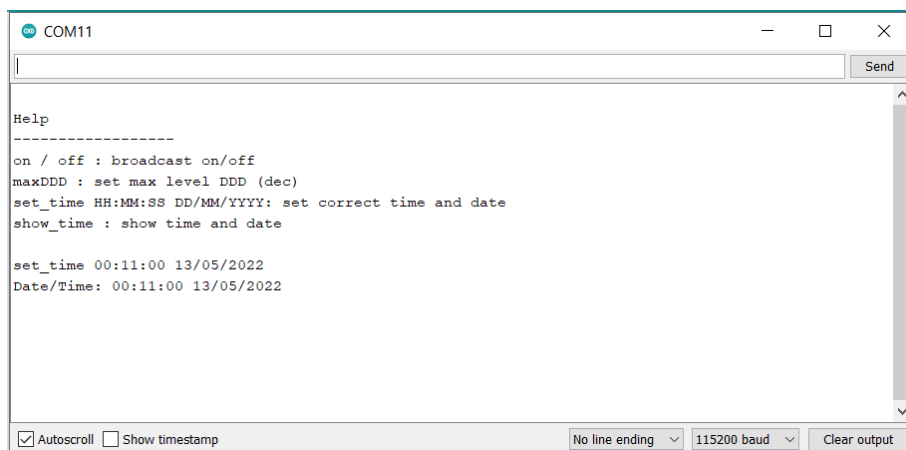 COM11
Send
Help
------------------
on / off : broadcast on/off
maxDDD : set max level DDD (dec)
set_time HH:MM:SS DD/MM/YYYY: set correct time and date
show_time : show time and date
set_time 00:11:00 13/05/2022
Date/Time: 00:11:00 13/05/2022
Autoscroll Show timestamp No line ending 115200 baud Clear output